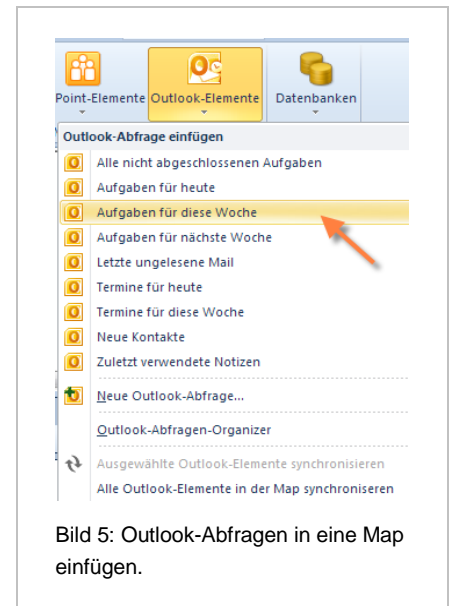 Point-Elemente Outlook-Elemente Datenbanken
Outlook-Abfrage einfügen
Alle nicht abgeschlossenen Aufgaben
Aufgaben für heute
Aufgaben für diese Woche
Aufgaben für nächste Woche
Letzte ungelesene Mail
Termine für heute
Termine für diese Woche
Neue Kontakte
Zuletzt verwendete Notizen
Neue Outlook-Abfrage...
Outlook-Abfragen-Organizer
Ausgewählte Outlook-Elemente synchronisieren
Alle Outlook-Elemente in der Map synchroniseren
Bild 5: Outlook-Abfragen in eine Map
einfügen.